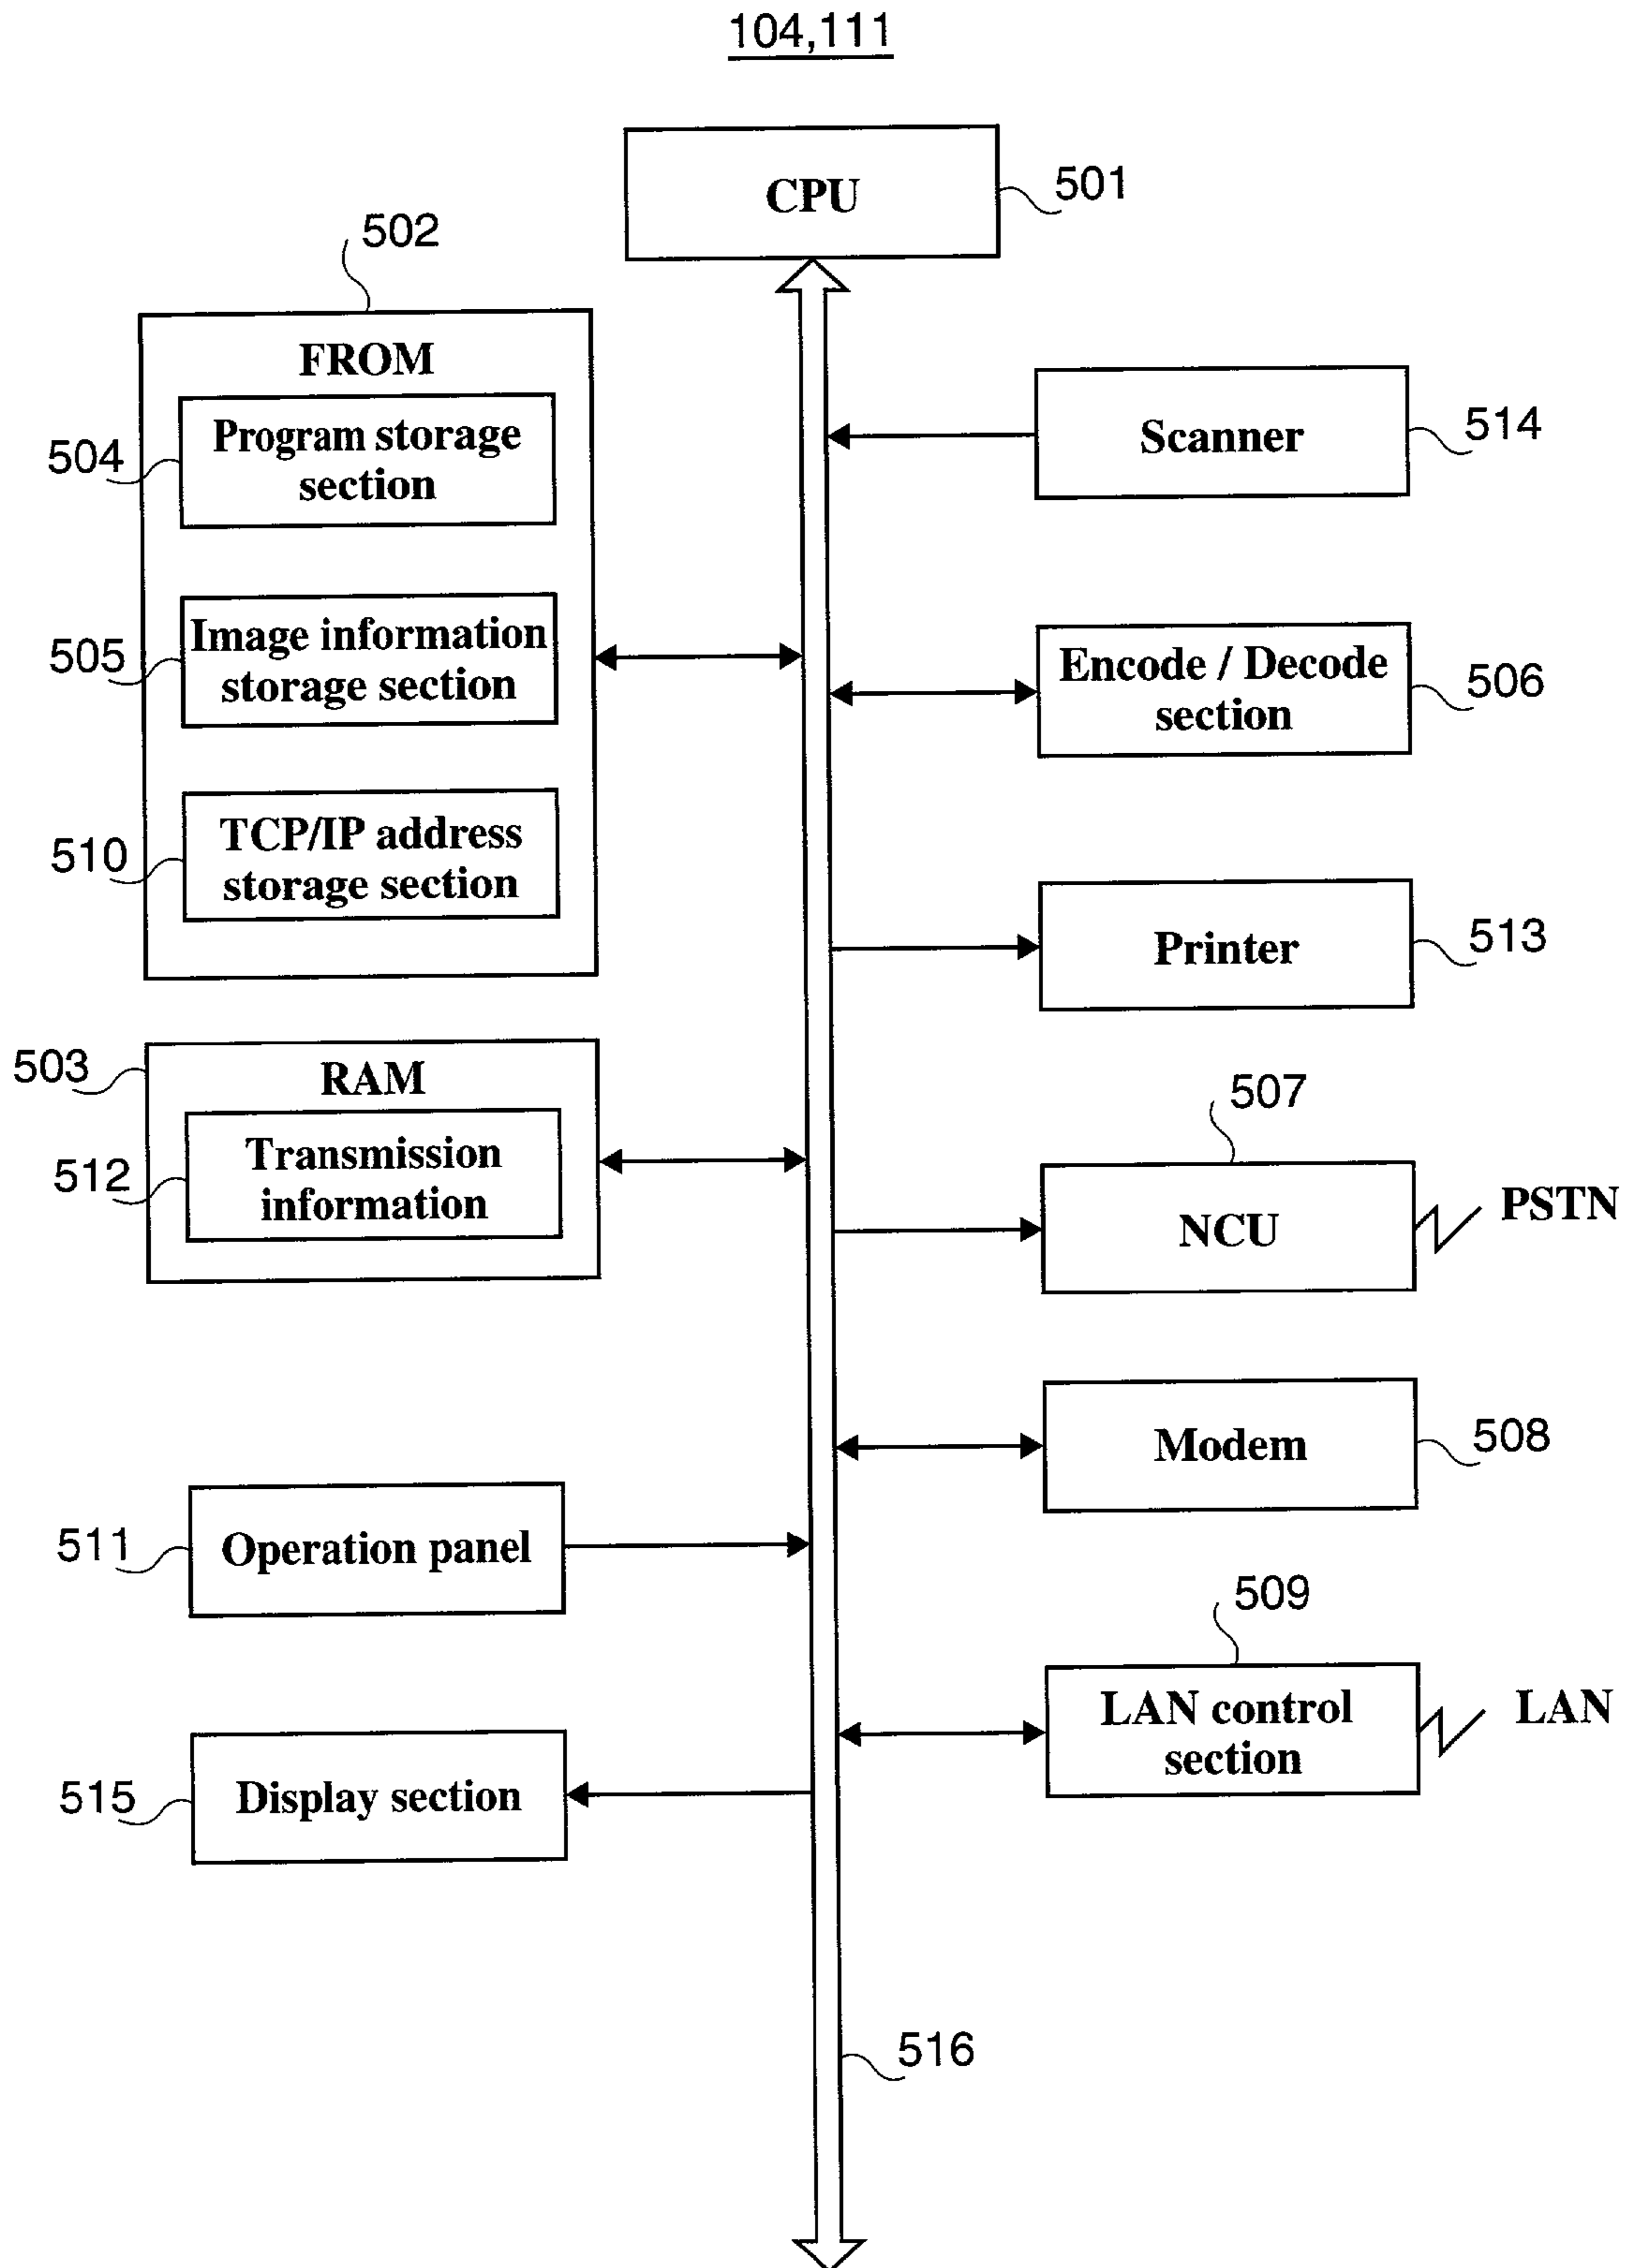 104,111
CPU
501
502
FROM
504
Program storage
section
505
Image information
storage section
510
TCP/IP address
storage section
503
RAM
512
Transmission
information
511
Operation panel
515
Display section
Scanner
514
Encode / Decode
section
506
Printer
513
507
NCU
PSTN
Modem
508
509
LAN control
section
LAN
516